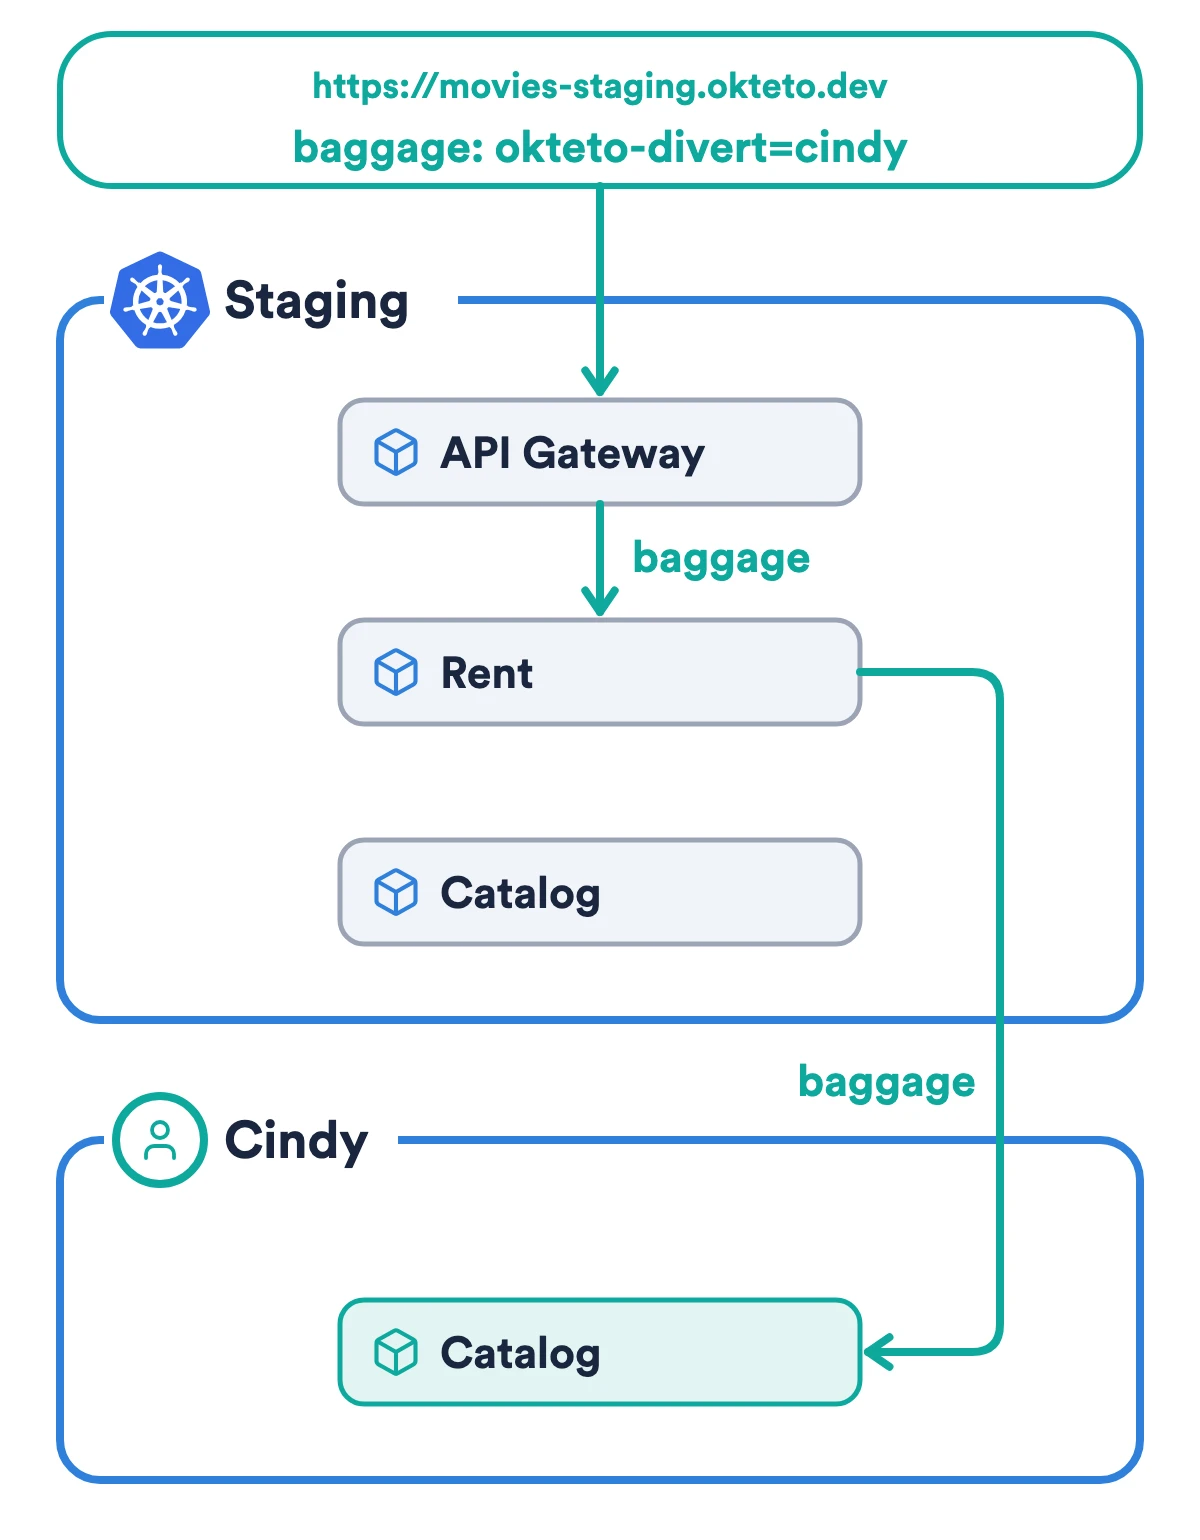 https://movies-staging.okteto.dev
baggage: okteto-divert=cindy
Staging
API Gateway
baggage
Rent
Catalog
baggage
Cindy
Catalog